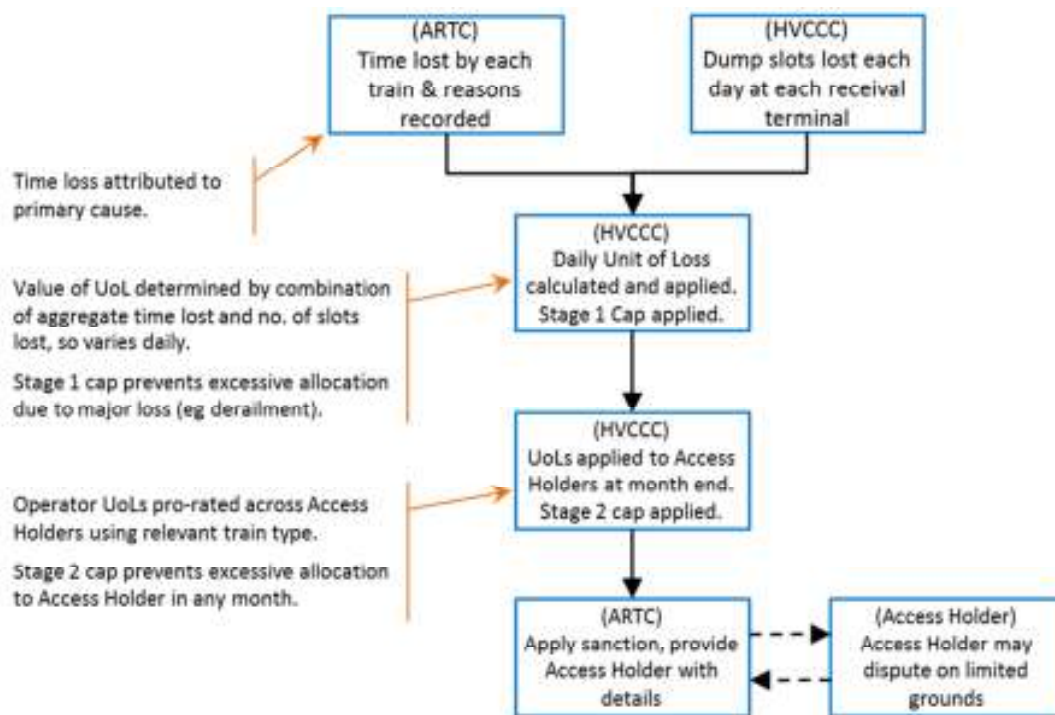 (ARTC)
Time lost by each
train & reasons
recorded
(HVCCC)
Dump slots lost each
day at each receival
terminal
Time loss attributed to
primary cause.
(HVCCC)
Daily Unit of Loss
calculated and applied.
Stage 1 Cap applied.
Value of UoL determined by combination
of aggregate time lost and no. of slots
lost, so varies daily.
Stage 1 cap prevents excessive allocation
due to major loss (eg derailment).
(HVCCC)
UoLs applied to Access
Holders at month end.
Stage 2 cap applied.
Operator UoLs pro-rated across Access
Holders using relevant train type.
Stage 2 cap prevents excessive allocation
to Access Holder in any month.
(ARTC)
Apply sanction, provide
Access Holder with
details
(Access Holder)
Access Holder may
dispute on limited
grounds